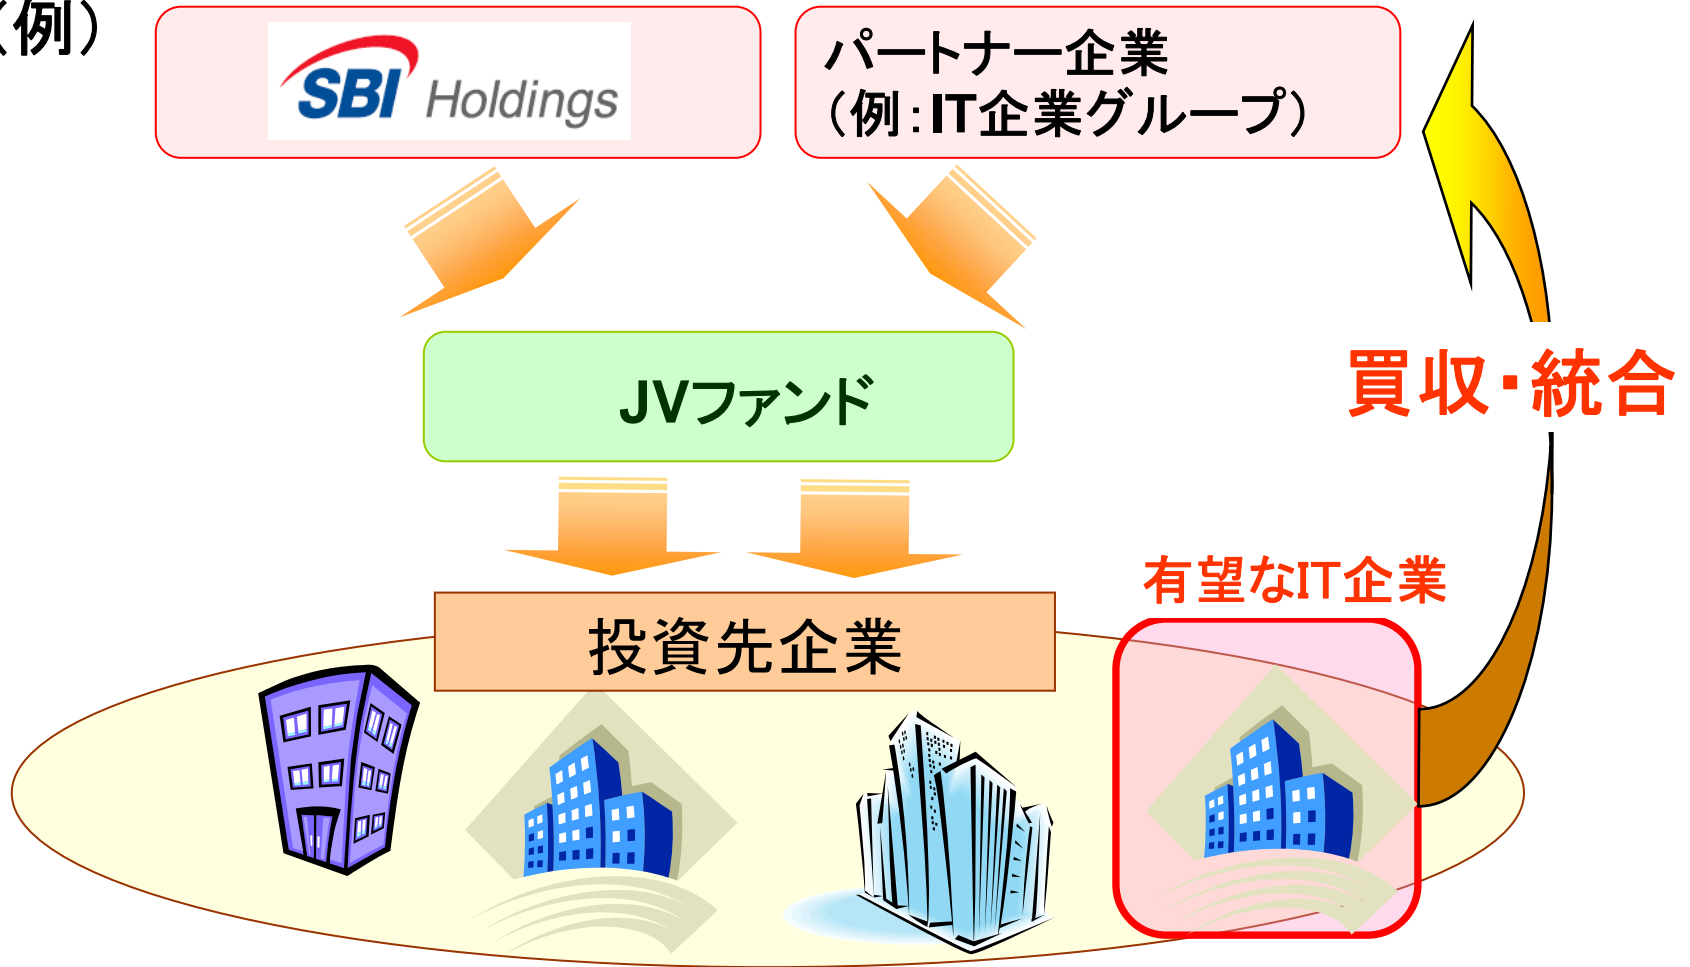 （例）
SBI Holdings
パートナー企業
（例：IT企業グループ）
JVファンド
買収・統合
有望なIT企業
投資先企業